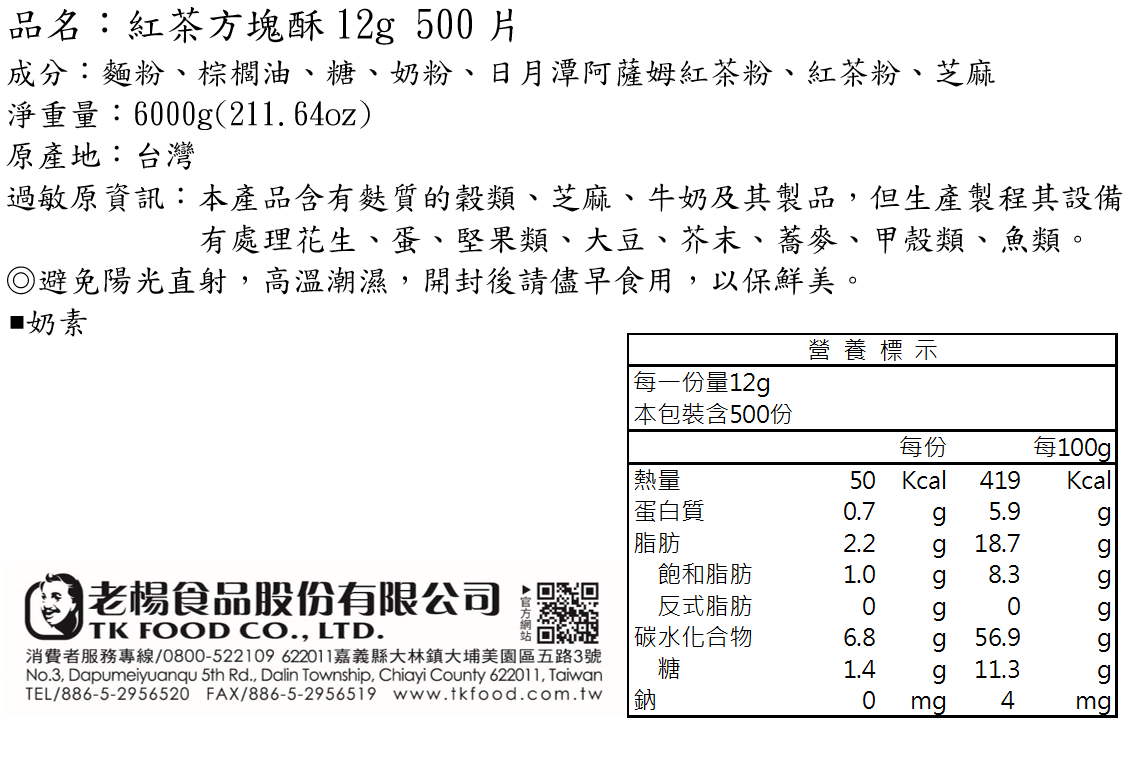 品名：紅茶方塊酥12g 500片
成分：麵粉、棕櫚油、糖、奶粉、日月潭阿薩姆紅茶粉、紅茶粉、芝麻
淨重量：6000g(211.64oz)
原產地：台灣
過敏原資訊：本產品含有麩質的穀類、芝麻、牛奶及其製品，但生產製程其設備
有處理花生、蛋、堅果類、大豆、芥末、蕎麥、甲殼類、魚類。
◎避免陽光直射，高溫潮濕，開封後請儘早食用，以保鮮美。
■奶素
營養標示
每一份量12g
本包裝含500份
每份 每100g
熱量 50 Kcal 419 Kcal
蛋白質 0.7 g 5.9 g
脂肪 2.2 g 18.7 g
飽和脂肪 1.0 g 8.3 g
反式脂肪 0 g 0 g
碳水化合物 6.8 g 56.9 g
糖 1.4 g 11.3 g
鈉 0 mg 4 mg
老楊食品股份有限公司
TK FOOD CO., LTD.
▶官方網站
消費者服務專線/0800-522109 622011嘉義縣大林鎮大埔美園區五路3號
No.3, Dapumeiyuanqu 5th Rd., Dalin Township, Chiayi County 622011, Taiwan
TEL/886-5-2956520 FAX/886-5-2956519 www.tkfood.com.tw